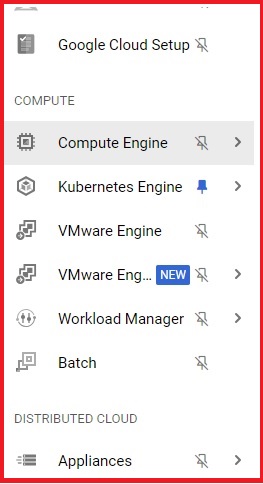 Google Cloud Setup
COMPUTE
Compute Engine
Kubernetes Engine
VMware Engine
VMware Eng... NEW
Workload Manager
Batch
DISTRIBUTED CLOUD
Appliances